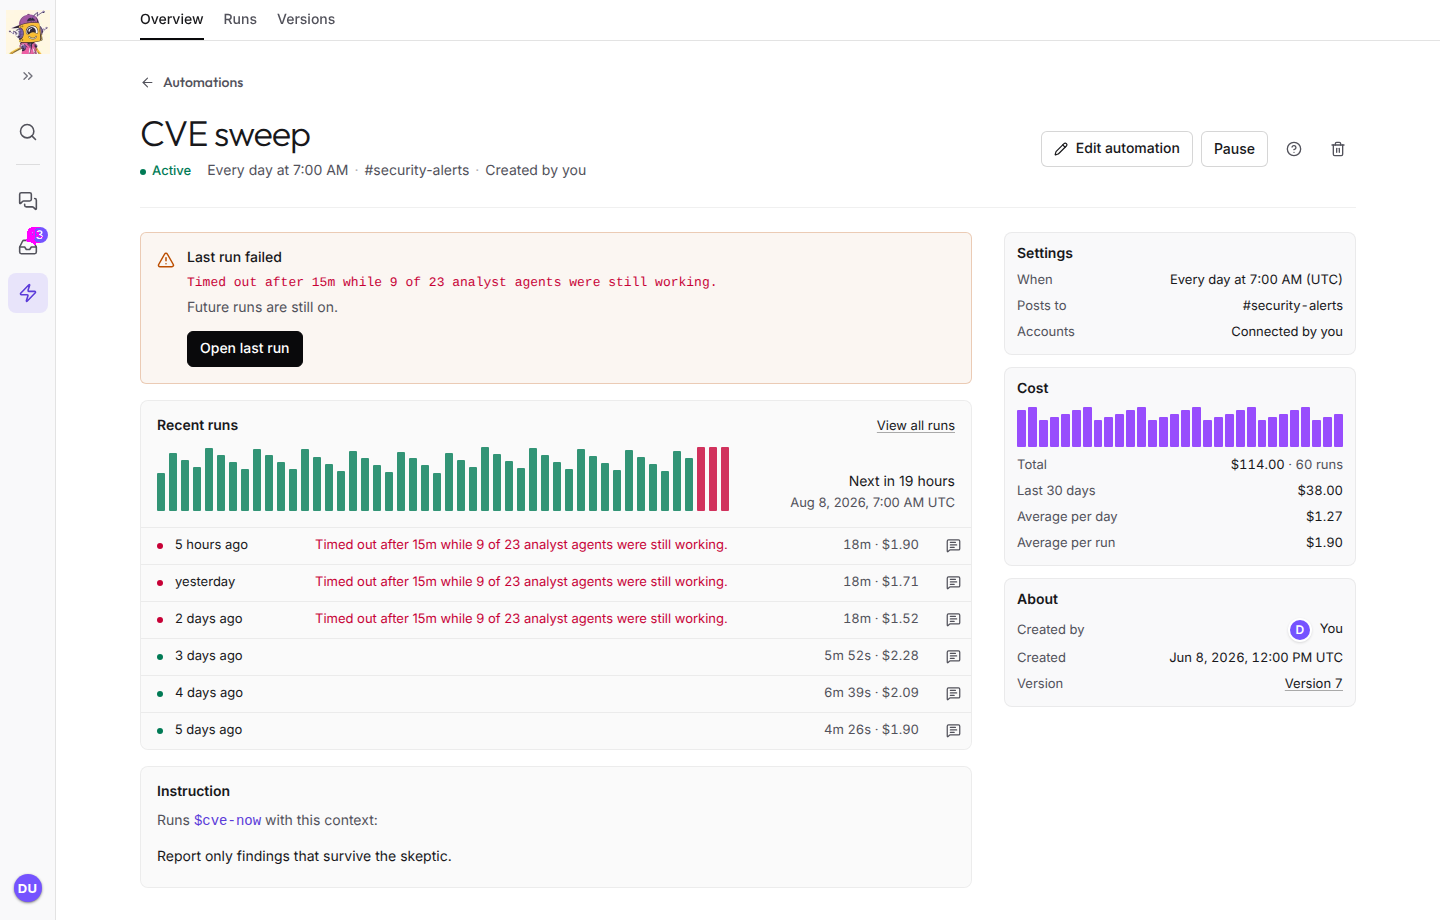 Overview Runs Versions
Automations
CVE sweep
Edit automation Pause
Active Every day at 7:00 AM · #security-alerts · Created by you
3
Last run failed
Timed out after 15m while 9 of 23 analyst agents were still working.
Future runs are still on.
Open last run
Recent runs View all runs
Next in 19 hours
Aug 8, 2026, 7:00 AM UTC
5 hours ago Timed out after 15m while 9 of 23 analyst agents were still working. 18m · $1.90
yesterday Timed out after 15m while 9 of 23 analyst agents were still working. 18m · $1.71
2 days ago Timed out after 15m while 9 of 23 analyst agents were still working. 18m · $1.52
3 days ago 5m 52s · $2.28
4 days ago 6m 39s · $2.09
5 days ago 4m 26s · $1.90
Instruction
Runs $cve-now with this context:
Report only findings that survive the skeptic.
Settings
When Every day at 7:00 AM (UTC)
Posts to #security-alerts
Accounts Connected by you
Cost
Total $114.00 · 60 runs
Last 30 days $38.00
Average per day $1.27
Average per run $1.90
About
Created by D You
Created Jun 8, 2026, 12:00 PM UTC
Version Version 7
DU